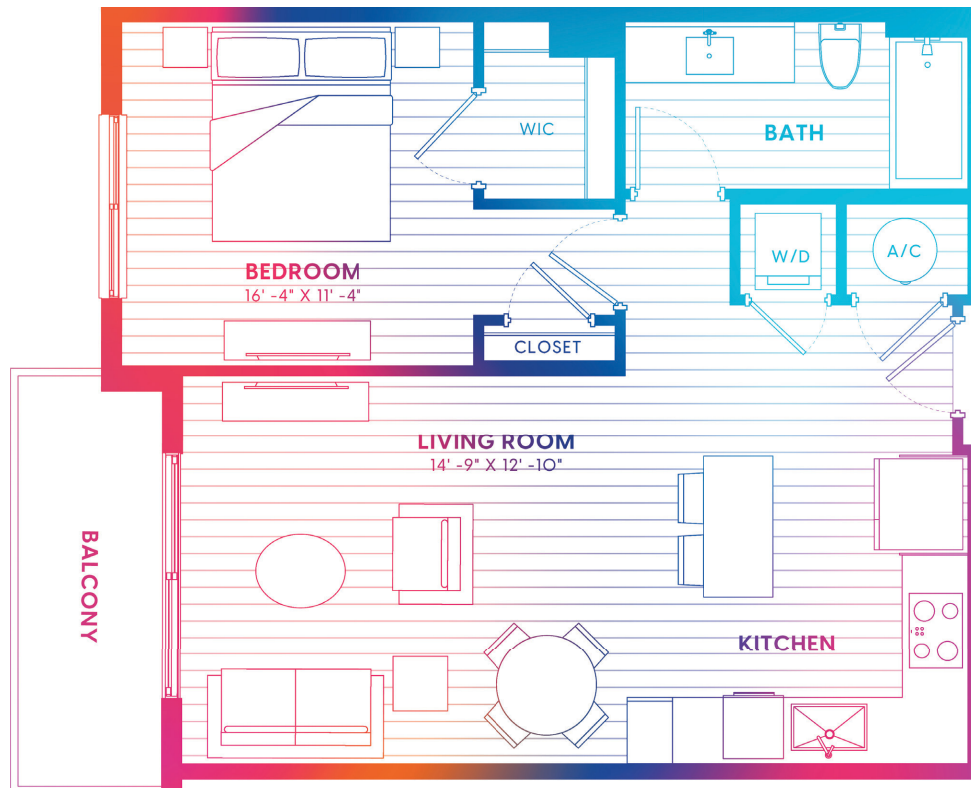 WIC
BATH
W/D
A/C
BEDROOM
16' -4" X 11' -4"
CLOSET
LIVING ROOM
14' -9" X 12' -10"
BALCONY
KITCHEN